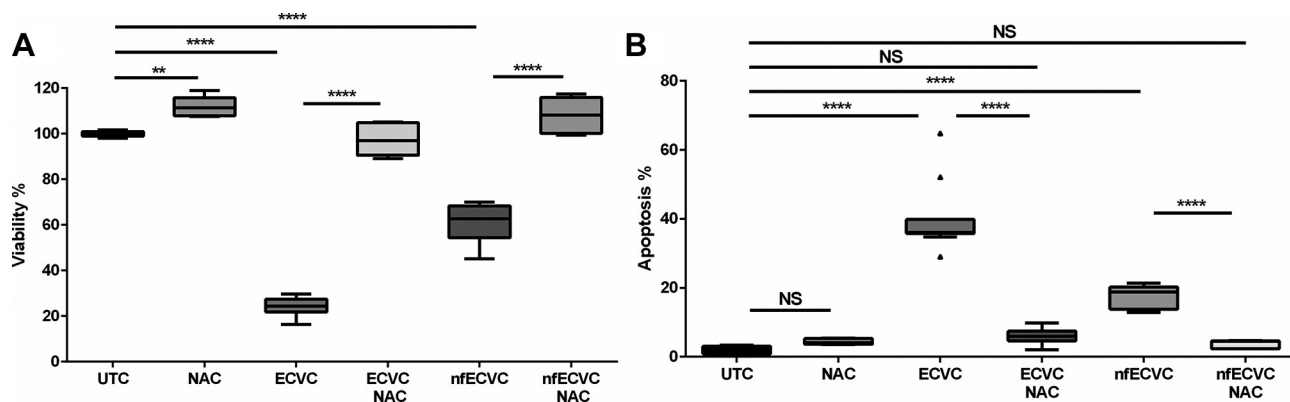 A
****
****
**
****
****
Viability %
120
100
80
60
40
20
0
UTC
NAC
ECVC
ECVC
NAC
nfECVC
nfECVC
NAC
B
NS
NS
****
****
****
****
NS
Apoptosis %
80
60
40
20
0
UTC
NAC
ECVC
ECVC
NAC
nfECVC
nfECVC
NAC